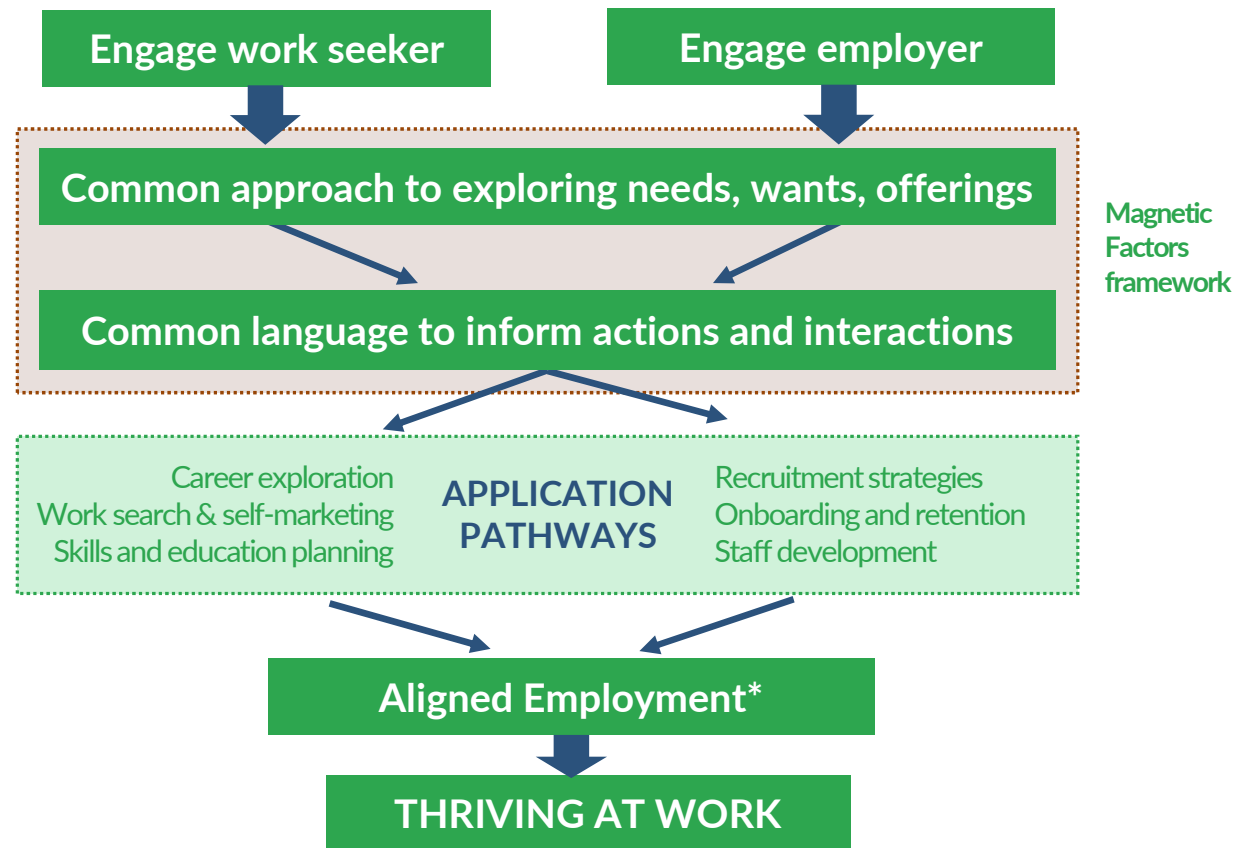 Engage work seeker
Engage employer
Common approach to exploring needs, wants, offerings
Magnetic
Factors
framework
Common language to inform actions and interactions
Career exploration
Work search & self-marketing
Skills and education planning
APPLICATION
PATHWAYS
Recruitment strategies
Onboarding and retention
Staff development
Aligned Employment*
THRIVING AT WORK